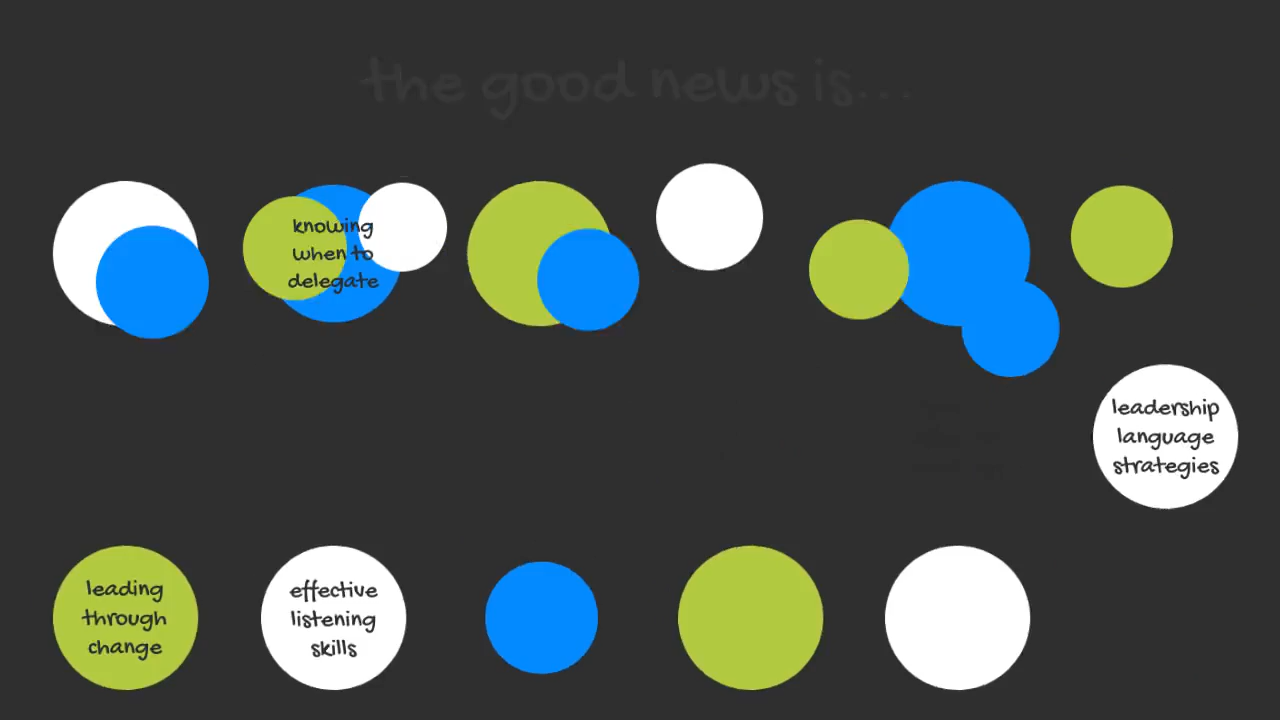 the good news is...
knowing
when to
delegate
leadership
language
strategies
leading
through
change
effective
listening
skills